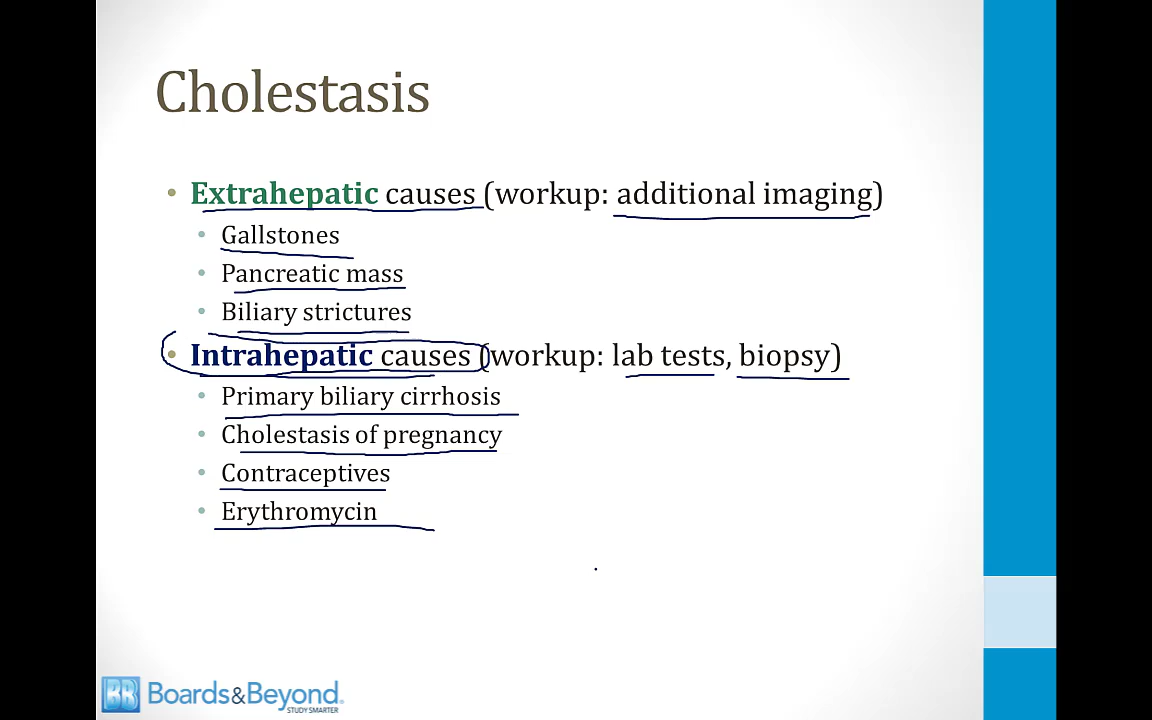 Cholestasis
• Extrahepatic causes (workup: additional imaging)
• Gallstones
• Pancreatic mass
• Biliary strictures
• Intrahepatic causes (workup: lab tests, biopsy)
• Primary biliary cirrhosis
• Cholestasis of pregnancy
• Contraceptives
• Erythromycin
BB Boards&Beyond.
STUDY SMARTER